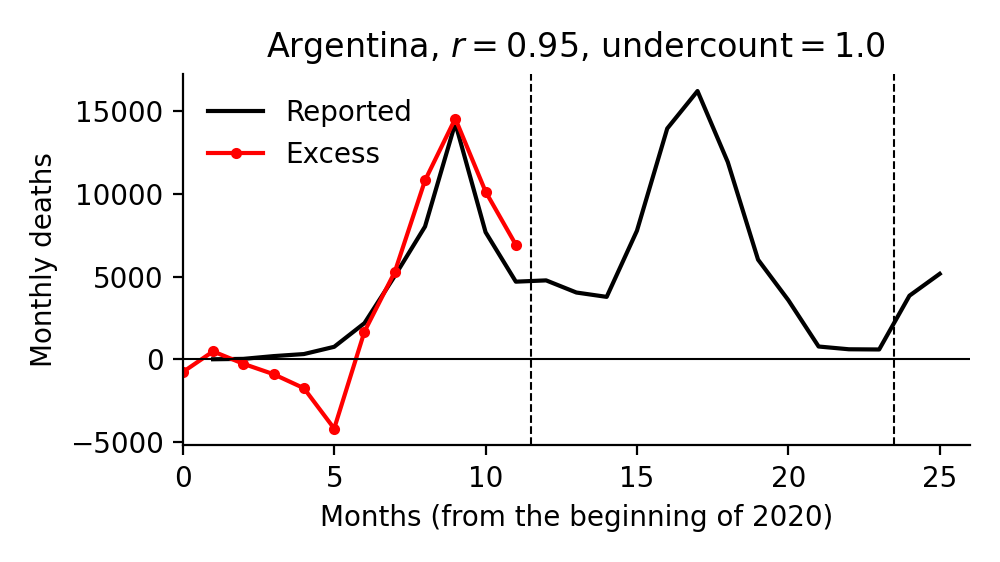 Argentina, r = 0.95, undercount = 1.0
Reported
Excess
15000
10000
5000
0
−5000
Monthly deaths
0 5 10 15 20 25
Months (from the beginning of 2020)